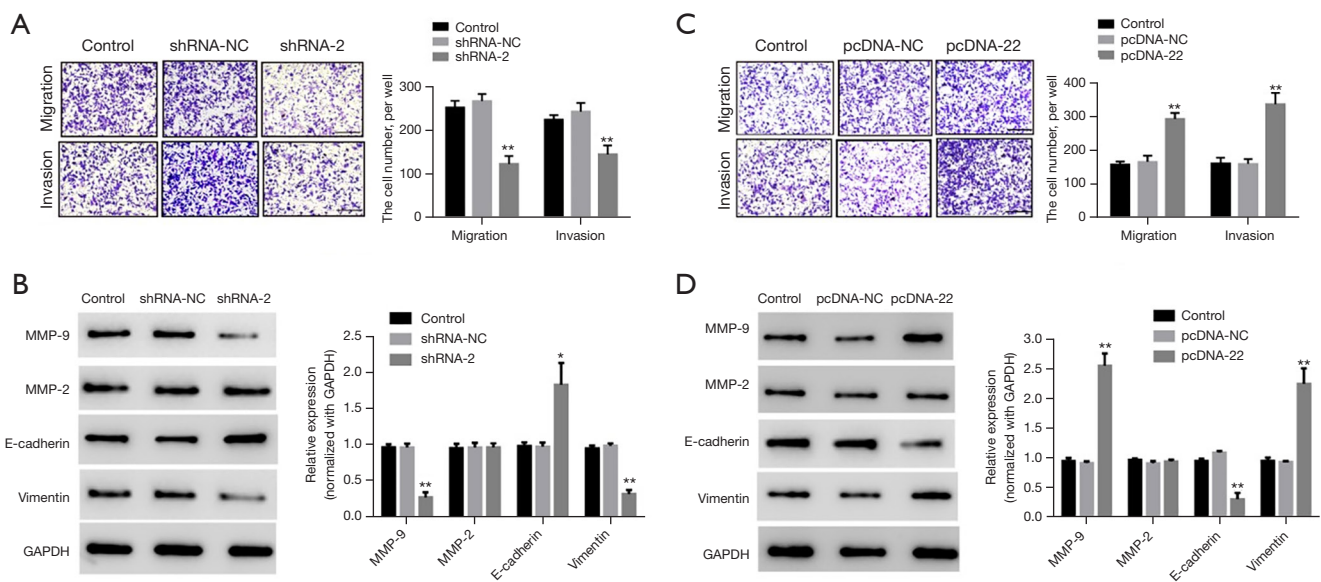 A
Control shRNA-NC shRNA-2
Migration
Invasion
Control
shRNA-NC
shRNA-2
The cell number, per well
300
200
100
0
**
**
Migration Invasion
C
Control pcDNA-NC pcDNA-22
Migration
Invasion
Control
pcDNA-NC
pcDNA-22
The cell number, per well
400
300
200
100
0
**
**
Migration Invasion
B
Control shRNA-NC shRNA-2
MMP-9
MMP-2
E-cadherin
Vimentin
GAPDH
Control
shRNA-NC
shRNA-2
Relative expression
(normalized with GAPDH)
2.5
2.0
1.5
1.0
0.5
0.0
**
*
**
MMP-9 MMP-2 E-cadherin Vimentin
D
Control pcDNA-NC pcDNA-22
MMP-9
MMP-2
E-cadherin
Vimentin
GAPDH
Control
pcDNA-NC
pcDNA-22
Relative expression
(normalized with GAPDH)
3.0
2.5
2.0
1.5
1.0
0.5
0.0
**
**
**
MMP-9 MMP-2 E-cadherin Vimentin